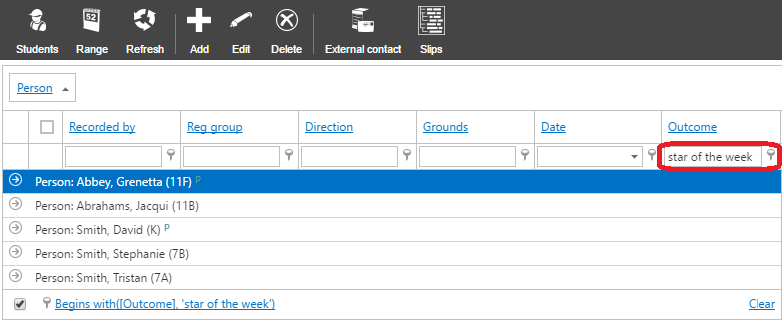 52
Students Range Refresh Add Edit Delete External contact Slips
Person
Recorded by Reg group Direction Grounds Date Outcome
star of the week
Person: Abbey, Grenetta (11F) P
Person: Abrahams, Jacqui (11B)
Person: Smith, David (K) P
Person: Smith, Stephanie (7B)
Person: Smith, Tristan (7A)
Begins with([Outcome], 'star of the week') Clear